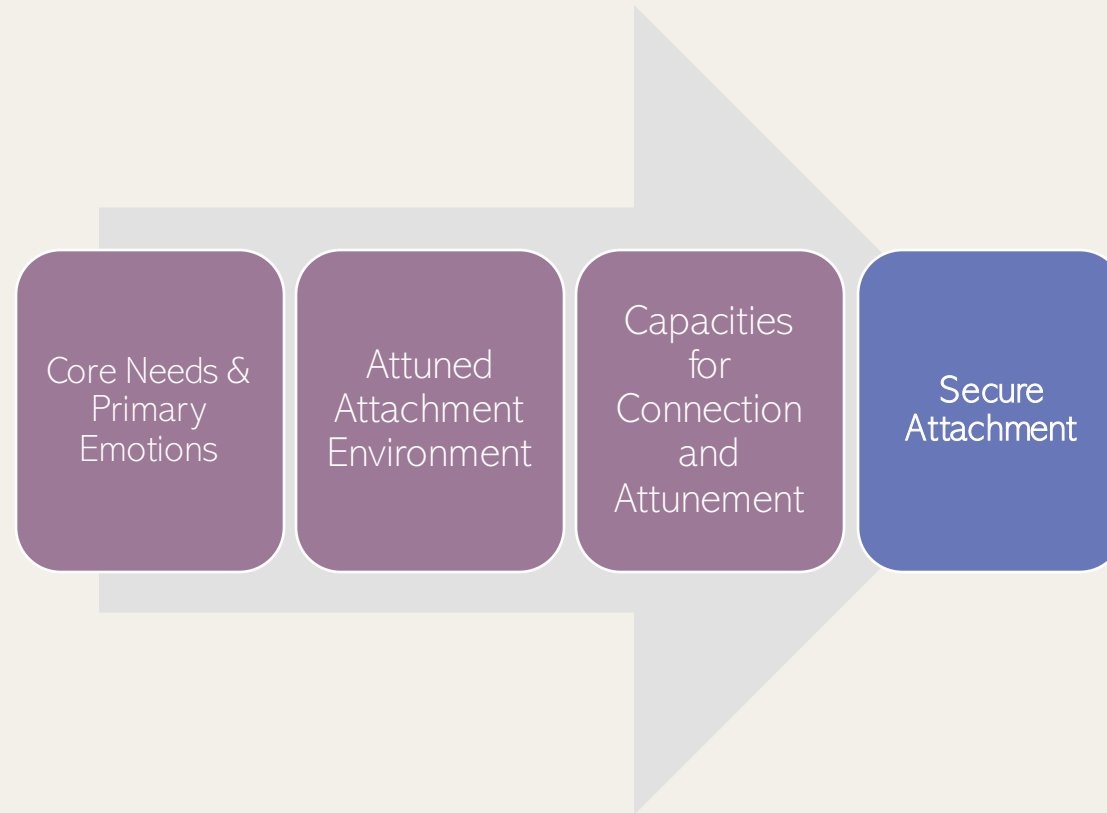 Core Needs &
Primary
Emotions
Attuned
Attachment
Environment
Capacities
for
Connection
and
Attunement
Secure
Attachment